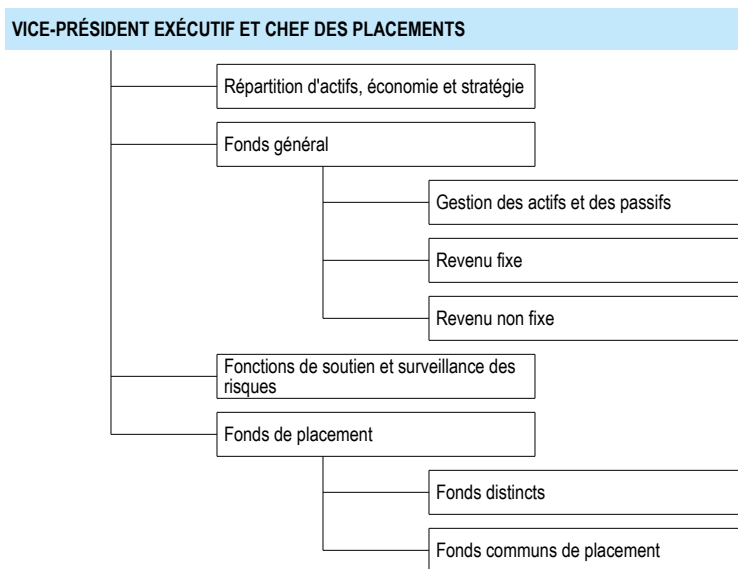 VICE-PRÉSIDENT EXÉCUTIF ET CHEF DES PLACEMENTS
Répartition d'actifs, économie et stratégie
Fonds général
Gestion des actifs et des passifs
Revenu fixe
Revenu non fixe
Fonctions de soutien et surveillance des
risques
Fonds de placement
Fonds distincts
Fonds communs de placement